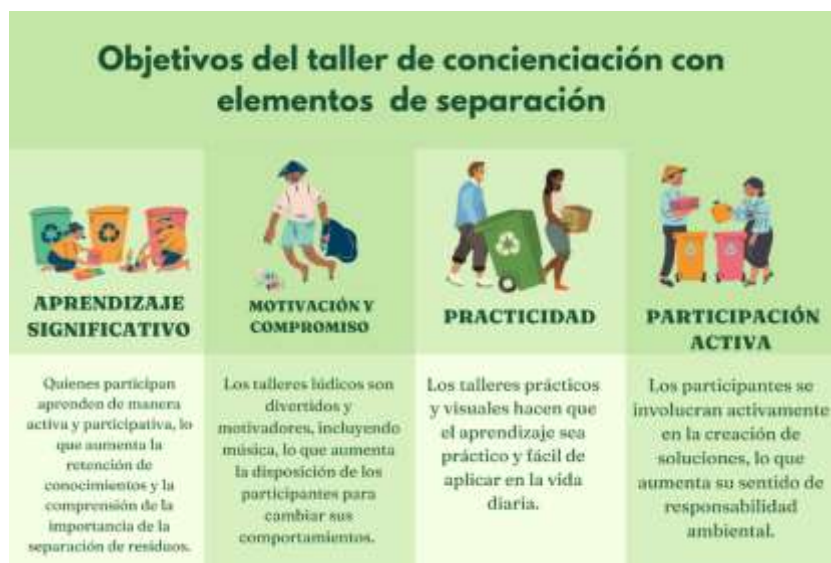 Objetivos del taller de concienciación con
elementos de separación
APRENDIZAJE
SIGNIFICATIVO
Quienes participan
aprenden de manera
activa y participativa, lo
que aumenta la
retención de
conocimientos y la
comprensión de la
importancia de la
separación de residuos.
MOTIVACIÓN Y
COMPROMISO
Los talleres lúdicos son
divertidos y
motivadores, incluyendo
música, lo que aumenta
la disposición de los
participantes para
cambiar sus
comportamientos.
PRACTICIDAD
Los talleres prácticos
y visuales hacen que
el aprendizaje sea
práctico y fácil de
aplicar en la vida
diaria.
PARTICIPACIÓN
ACTIVA
Los participantes se
involucran activamente
en la creación de
soluciones, lo que
aumenta su sentido de
responsabilidad
ambiental.